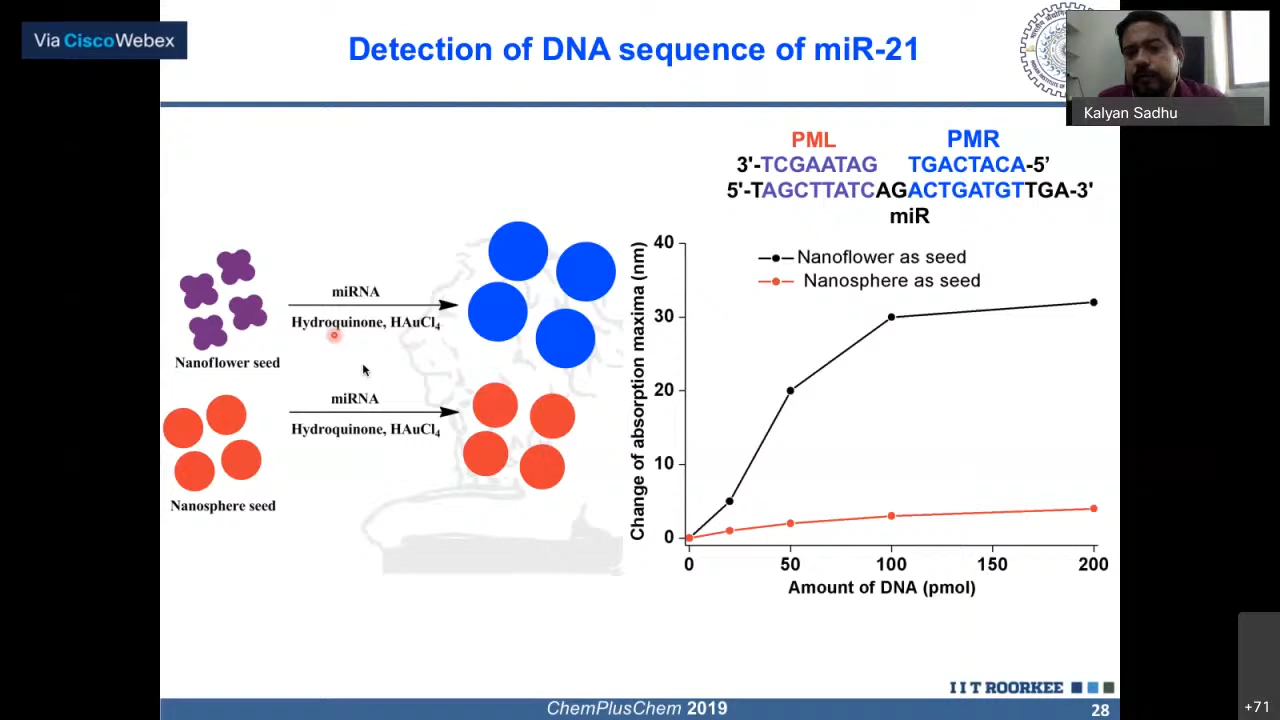 Via CiscoWebex
Detection of DNA sequence of miR-21
Kalyan Sadhu
PML PMR
3'-TCGAATAG TGACTACA-5’
5'-TAGCTTATCAGACTGATGTTGA-3'
miR
miRNA
Hydroquinone, HAuCl₄
Nanoflower seed
miRNA
Hydroquinone, HAuCl₄
Nanosphere seed
Nanoflower as seed
Nanosphere as seed
Change of absorption maxima (nm)
40
30
20
10
0
0 50 100 150 200
Amount of DNA (pmol)
I I T ROORKEE
ChemPlusChem 2019
28
+71